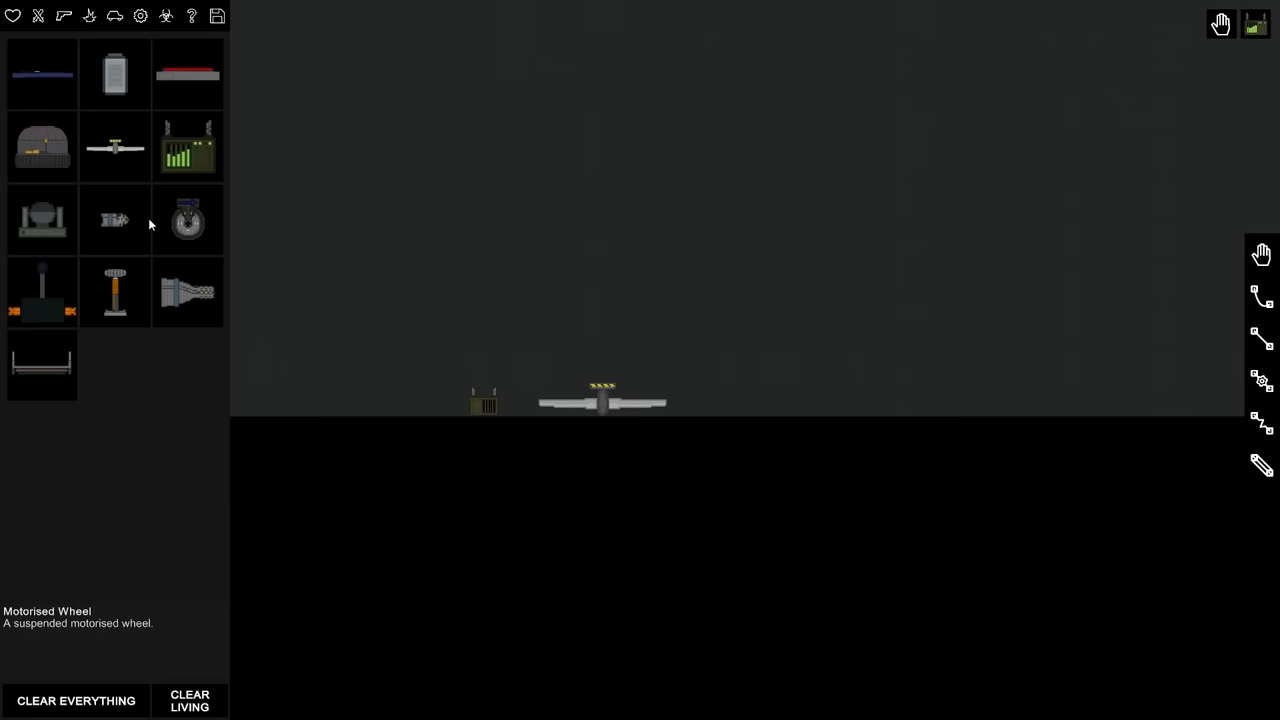 Motorised Wheel
A suspended motorised wheel.
CLEAR EVERYTHING
CLEAR
LIVING